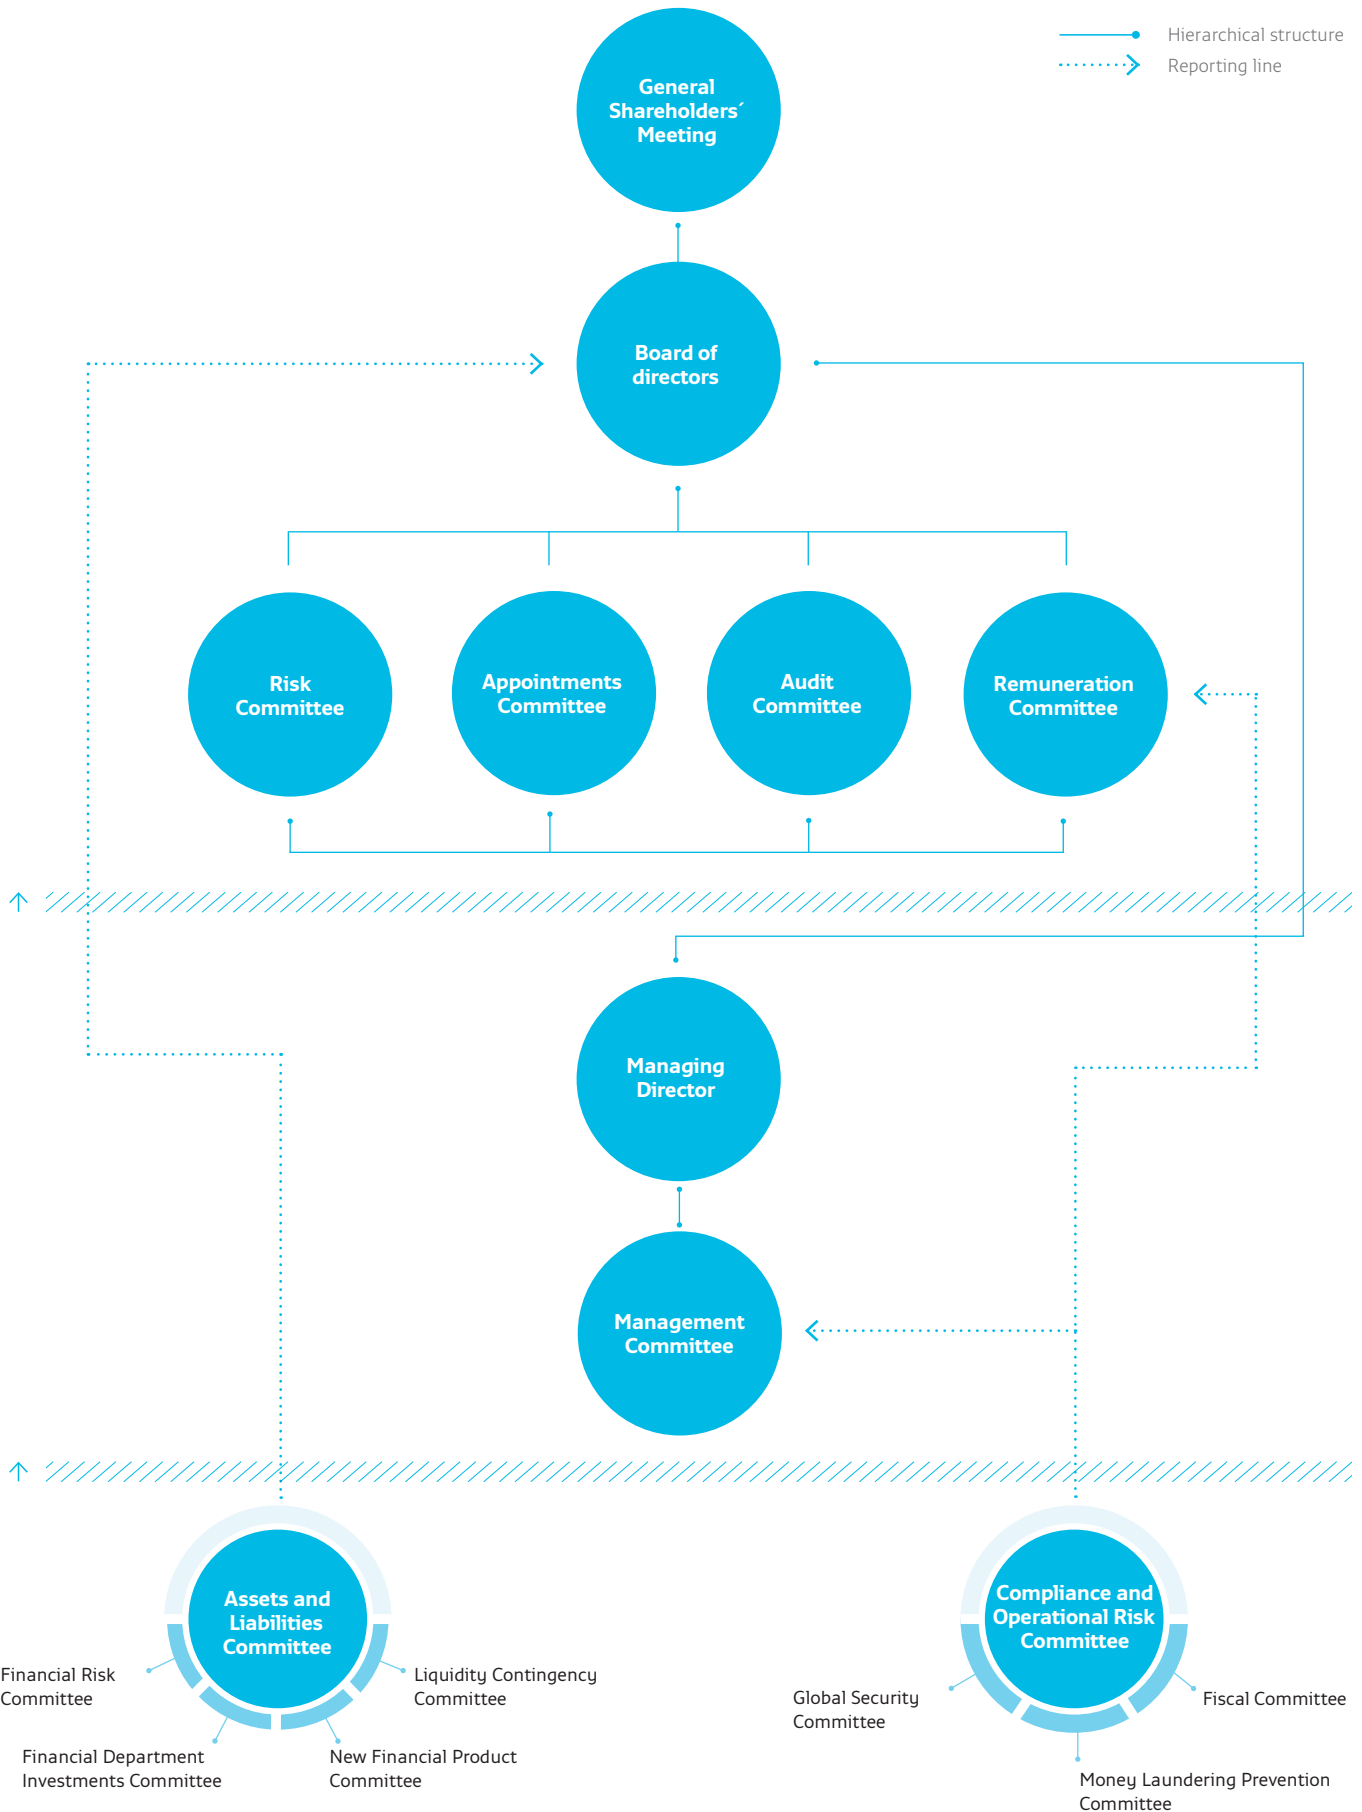 Hierarchical structure
Reporting line
General
Shareholders´
Meeting
Board of
directors
Risk
Committee
Appointments
Committee
Audit
Committee
Remuneration
Committee
Managing
Director
Management
Committee
Assets and
Liabilities
Committee
Financial Risk
Committee
Financial Department
Investments Committee
New Financial Product
Committee
Liquidity Contingency
Committee
Compliance and
Operational Risk
Committee
Global Security
Committee
Money Laundering Prevention
Committee
Fiscal Committee